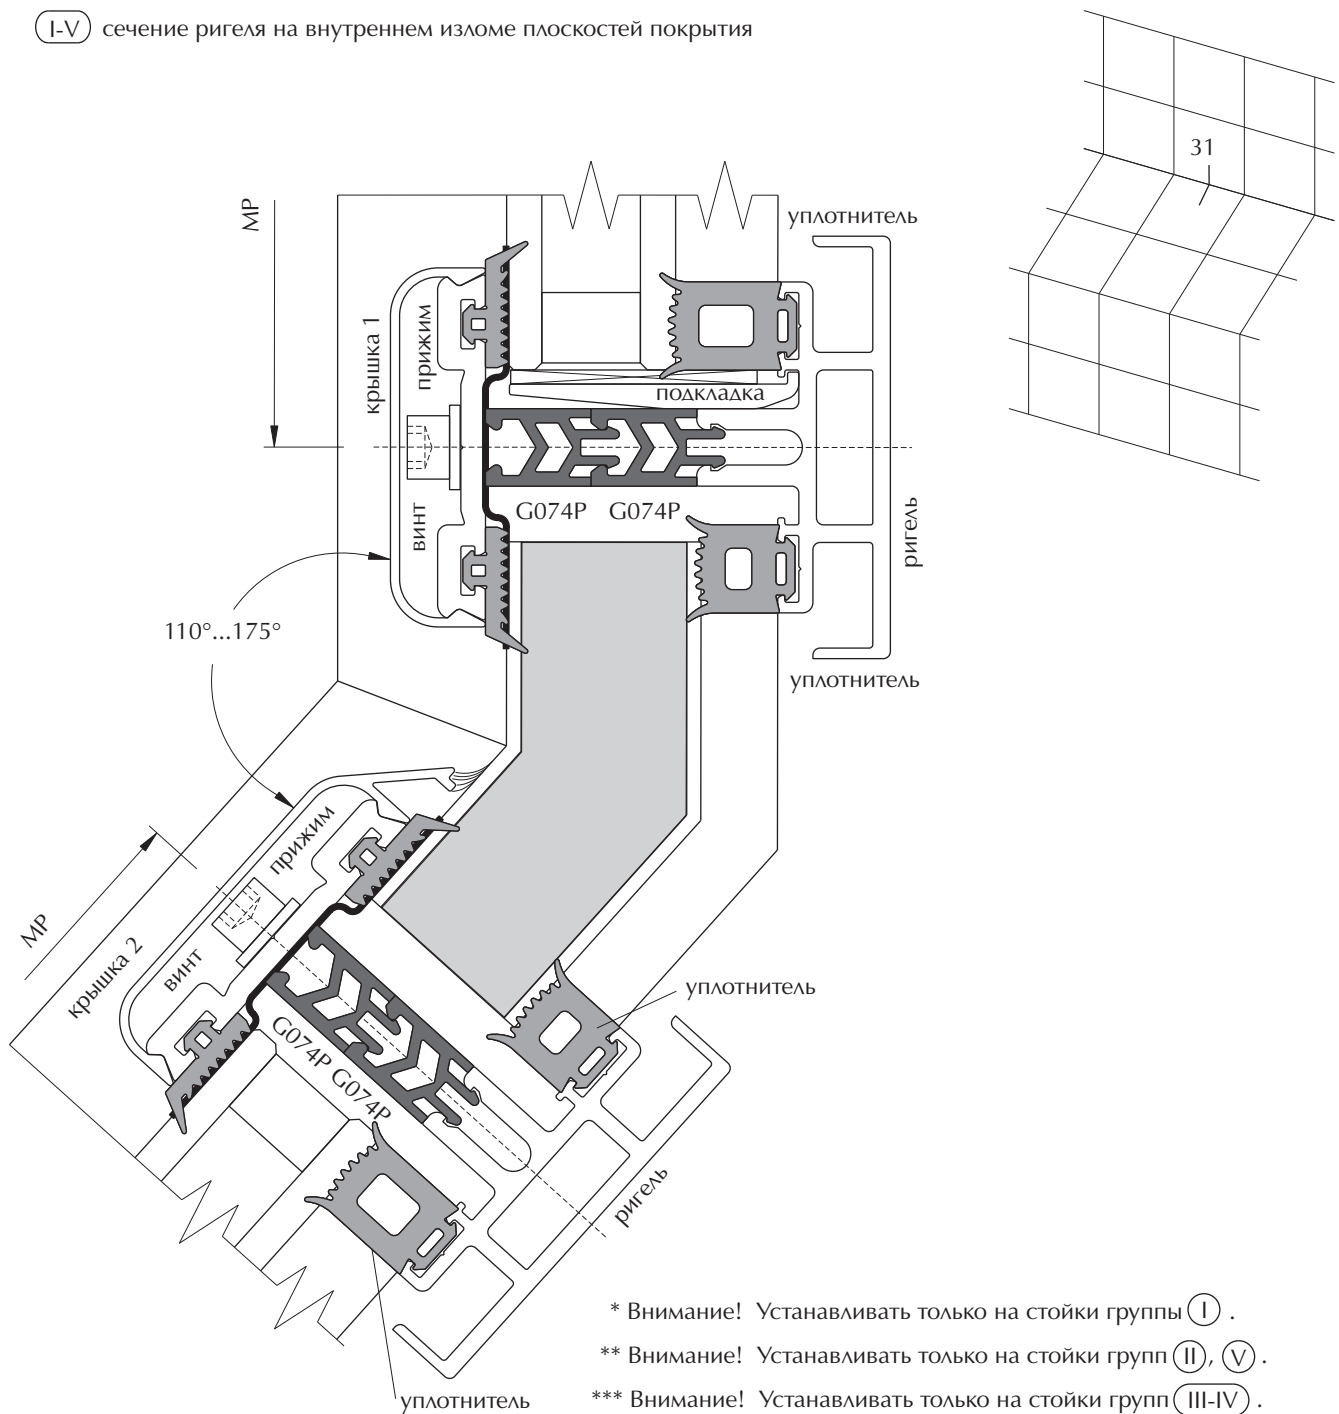 I-V сечение ригеля на внутреннем изломе плоскостей покрытия
31
МР
уплотнитель
крышка 1
прижим
подкладка
винт
G074P G074P
ригель
110°...175°
уплотнитель
прижим
МР
крышка 2
винт
уплотнитель
G074P G074P
ригель
уплотнитель
* Внимание! Устанавливать только на стойки группы I .
** Внимание! Устанавливать только на стойки групп II, V .
*** Внимание! Устанавливать только на стойки групп III-IV .